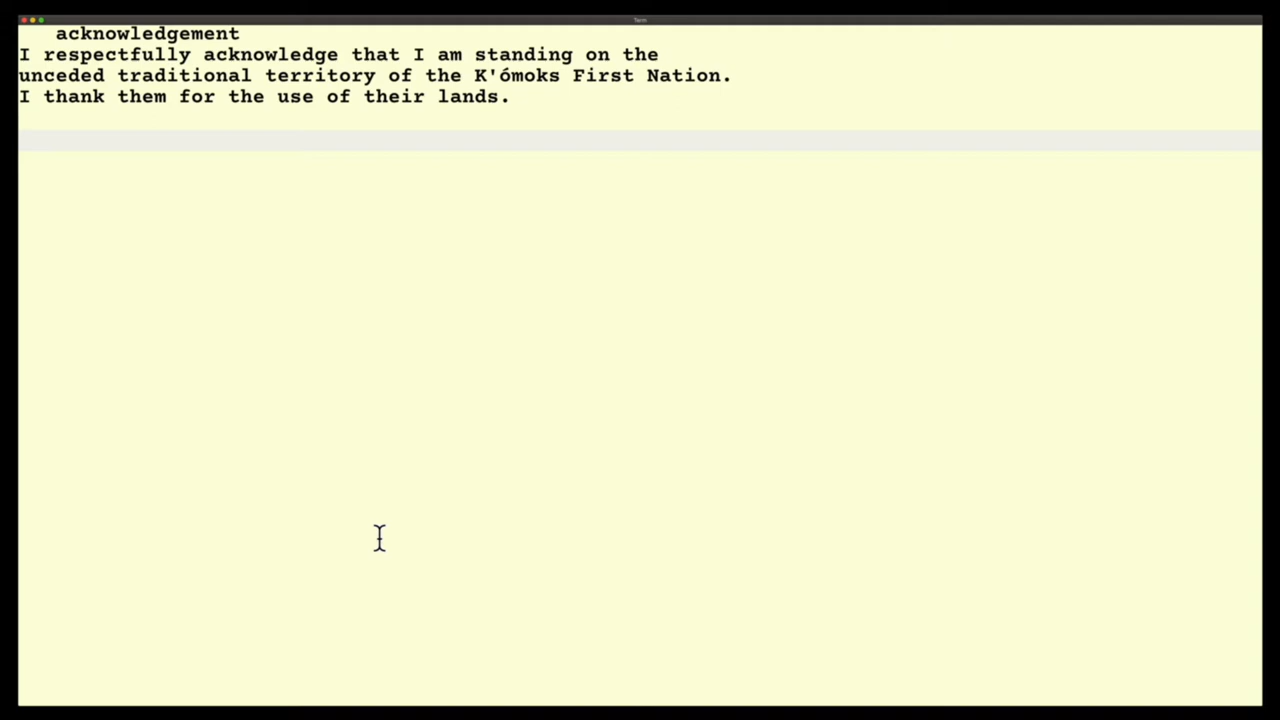 Term
acknowledgement
I respectfully acknowledge that I am standing on the
unceded traditional territory of the K'ómoks First Nation.
I thank them for the use of their lands.